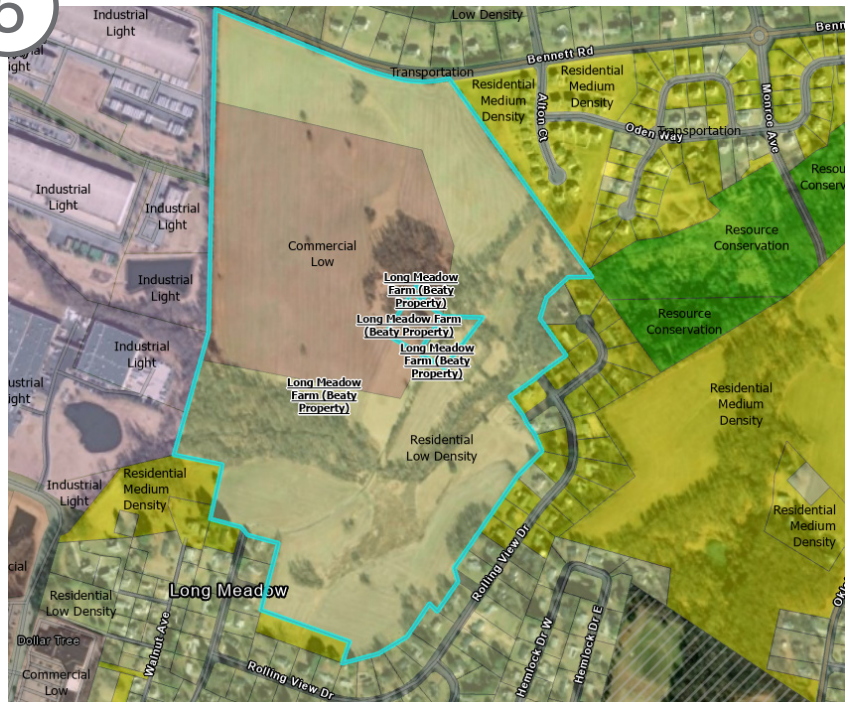 6
Industrial
Light
Low Density
Bennett Rd
Transportation
Residential
Medium
Density
Residential
Medium
Density
Alton Ct
Oden Way
Transportation
Monroe Ave
Industrial
Light
Industrial
Light
Commercial
Low
Resource
Conservation
Industrial
Light
Long Meadow
Farm (Beaty
Property)
Long Meadow Farm
(Beaty Property)
Long Meadow
Farm (Beaty
Property)
Resource
Conservation
Industrial
Light
Long Meadow
Farm (Beaty
Property)
Residential
Medium
Density
Residential
Low Density
Industrial
Light
Residential
Medium
Density
Residential
Medium
Density
Rolling View Dr
Residential
Low Density
Long Meadow
Walnut Ave
Dollar Tree
Commercial
Low
Rolling View Dr
Hemlock Dr W
Hemlock Dr E